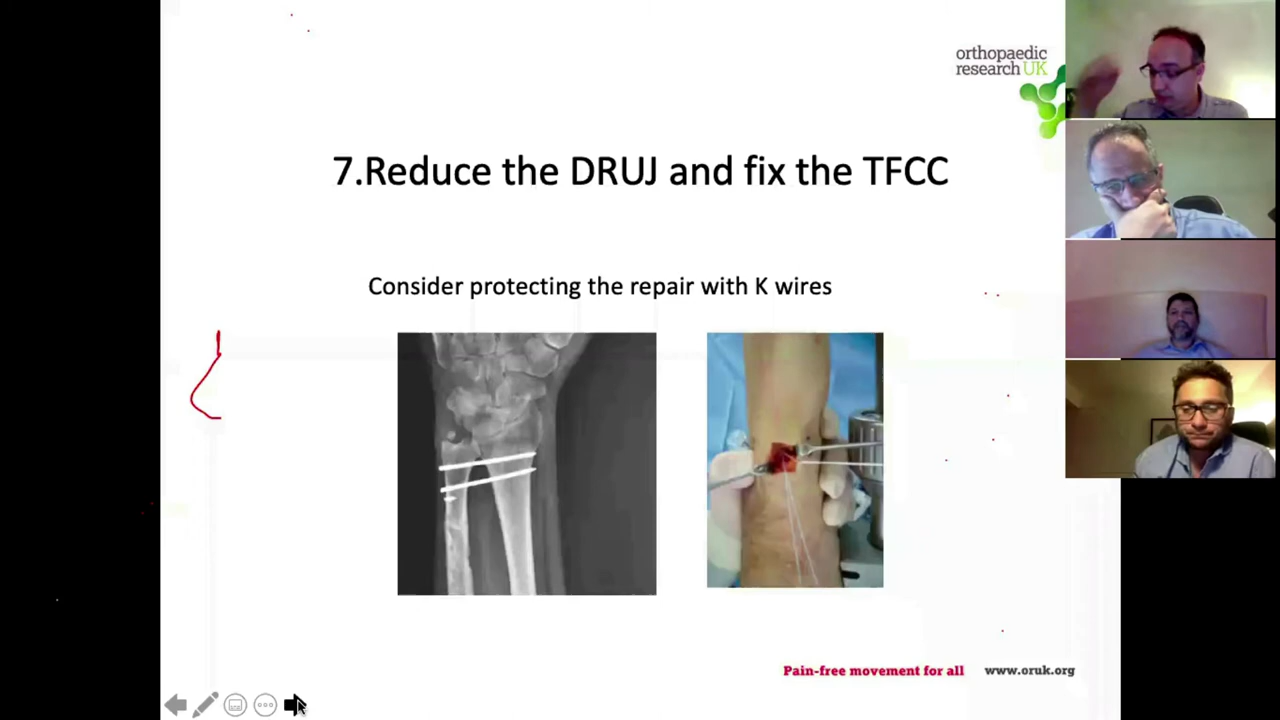 orthopaedic
research UK
7.Reduce the DRUJ and fix the TFCC
Consider protecting the repair with K wires
Pain-free movement for all
www.oruk.org